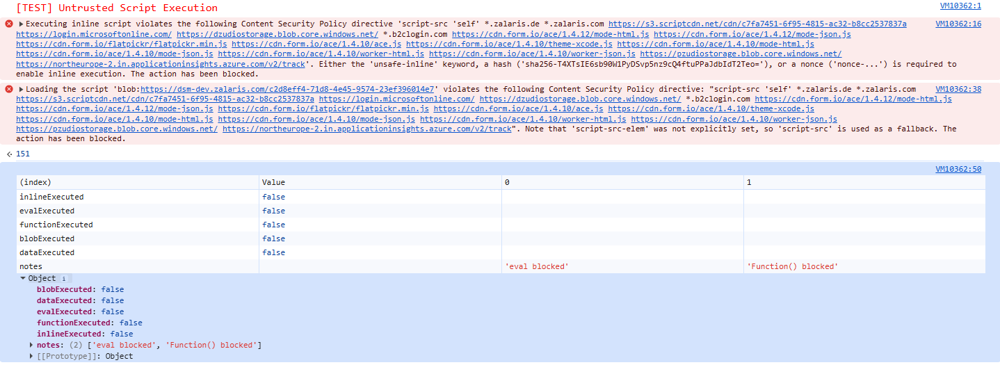 [TEST] Untrusted Script Execution VM10362:1
Executing inline script violates the following Content Security Policy directive 'script-src 'self' *.zalaris.de *.zalaris.com https://s3.scriptcdn.net/cdn/c7fa7451-6f95-4815-ac32-b8cc2537837a VM10362:16
https://login.microsoftonline.com/ https://dzudiostorage.blob.core.windows.net/ *.b2clogin.com https://cdn.form.io/ace/1.4.12/mode-html.js https://cdn.form.io/ace/1.4.12/mode-json.js
https://cdn.form.io/flatpickr/flatpickr.min.js https://cdn.form.io/ace/1.4.10/ace.js https://cdn.form.io/ace/1.4.10/theme-xcode.js https://cdn.form.io/ace/1.4.10/mode-html.js
https://cdn.form.io/ace/1.4.10/mode-json.js https://cdn.form.io/ace/1.4.10/worker-html.js https://cdn.form.io/ace/1.4.10/worker-json.js https://pzudiostorage.blob.core.windows.net/
https://northeurope-2.in.applicationinsights.azure.com/v2/track'. Either the 'unsafe-inline' keyword, a hash ('sha256-T4XTsIE6sb90W1PyDSvp5nz9cQ4ftuPPaJdbIdT2Teo='), or a nonce ('nonce-...') is required to
enable inline execution. The action has been blocked.
Loading the script 'blob:https://dsm-dev.zalaris.com/c2d8eff4-71d8-4e45-9574-23ef396014e7' violates the following Content Security Policy directive: "script-src 'self' *.zalaris.de *.zalaris.com VM10362:38
https://s3.scriptcdn.net/cdn/c7fa7451-6f95-4815-ac32-b8cc2537837a https://login.microsoftonline.com/ https://dzudiostorage.blob.core.windows.net/ *.b2clogin.com https://cdn.form.io/ace/1.4.12/mode-html.js
https://cdn.form.io/ace/1.4.12/mode-json.js https://cdn.form.io/flatpickr/flatpickr.min.js https://cdn.form.io/ace/1.4.10/ace.js https://cdn.form.io/ace/1.4.10/theme-xcode.js
https://cdn.form.io/ace/1.4.10/mode-html.js https://cdn.form.io/ace/1.4.10/mode-json.js https://cdn.form.io/ace/1.4.10/worker-html.js https://cdn.form.io/ace/1.4.10/worker-json.js
https://pzudiostorage.blob.core.windows.net/ https://northeurope-2.in.applicationinsights.azure.com/v2/track". Note that 'script-src-elem' was not explicitly set, so 'script-src' is used as a fallback. The
action has been blocked.
151
VM10362:50
(index) Value 0 1
inlineExecuted false
evalExecuted false
functionExecuted false
blobExecuted false
dataExecuted false
notes 'eval blocked' 'Function() blocked'
Object i
blobExecuted: false
dataExecuted: false
evalExecuted: false
functionExecuted: false
inlineExecuted: false
notes: (2) ['eval blocked', 'Function() blocked']
[[Prototype]]: Object